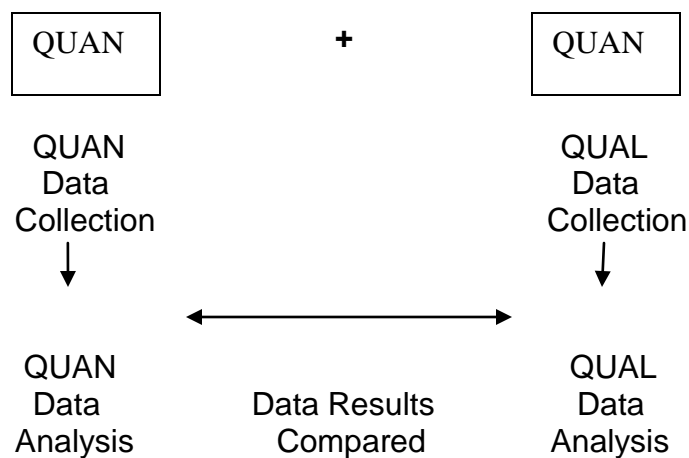 QUAN + QUAN
QUAN QUAL
Data Data
Collection Collection
QUAN QUAL
Data Data Results Data
Analysis Compared Analysis